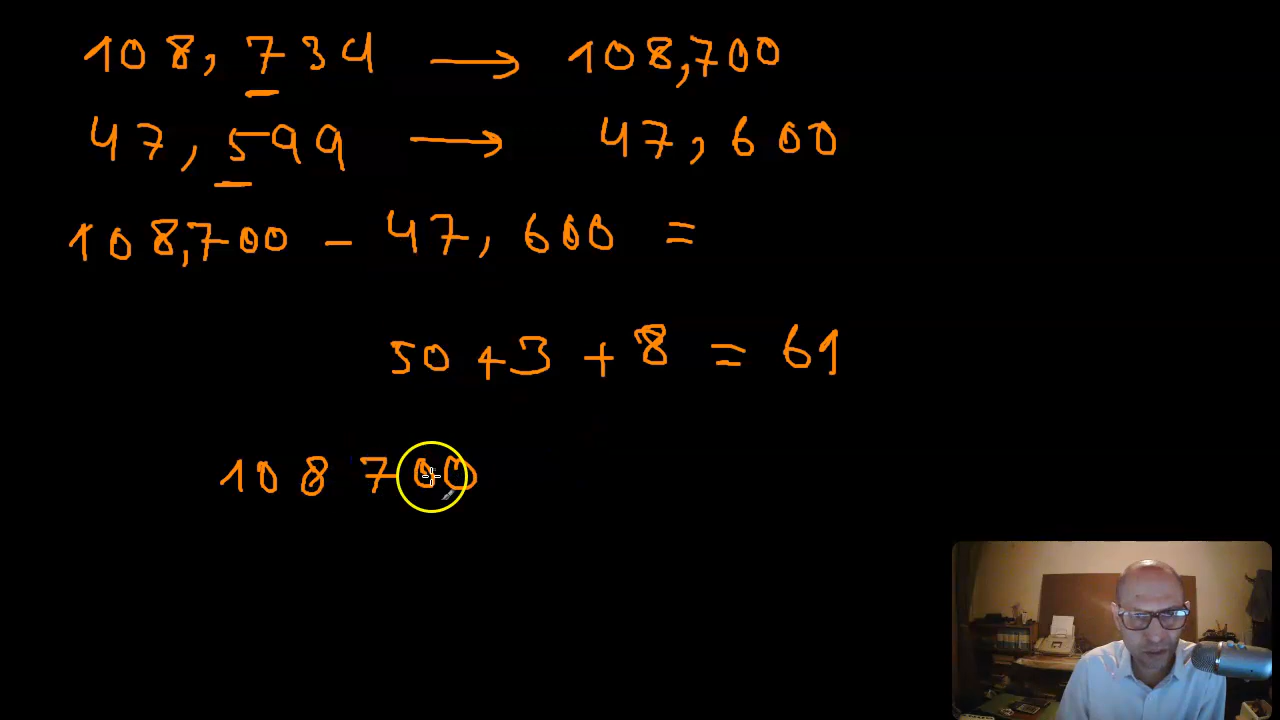 108,734 → 108,700
47,599 → 47,600
108,700 - 47,600 =
50 + 3 + 8 = 61
108 700